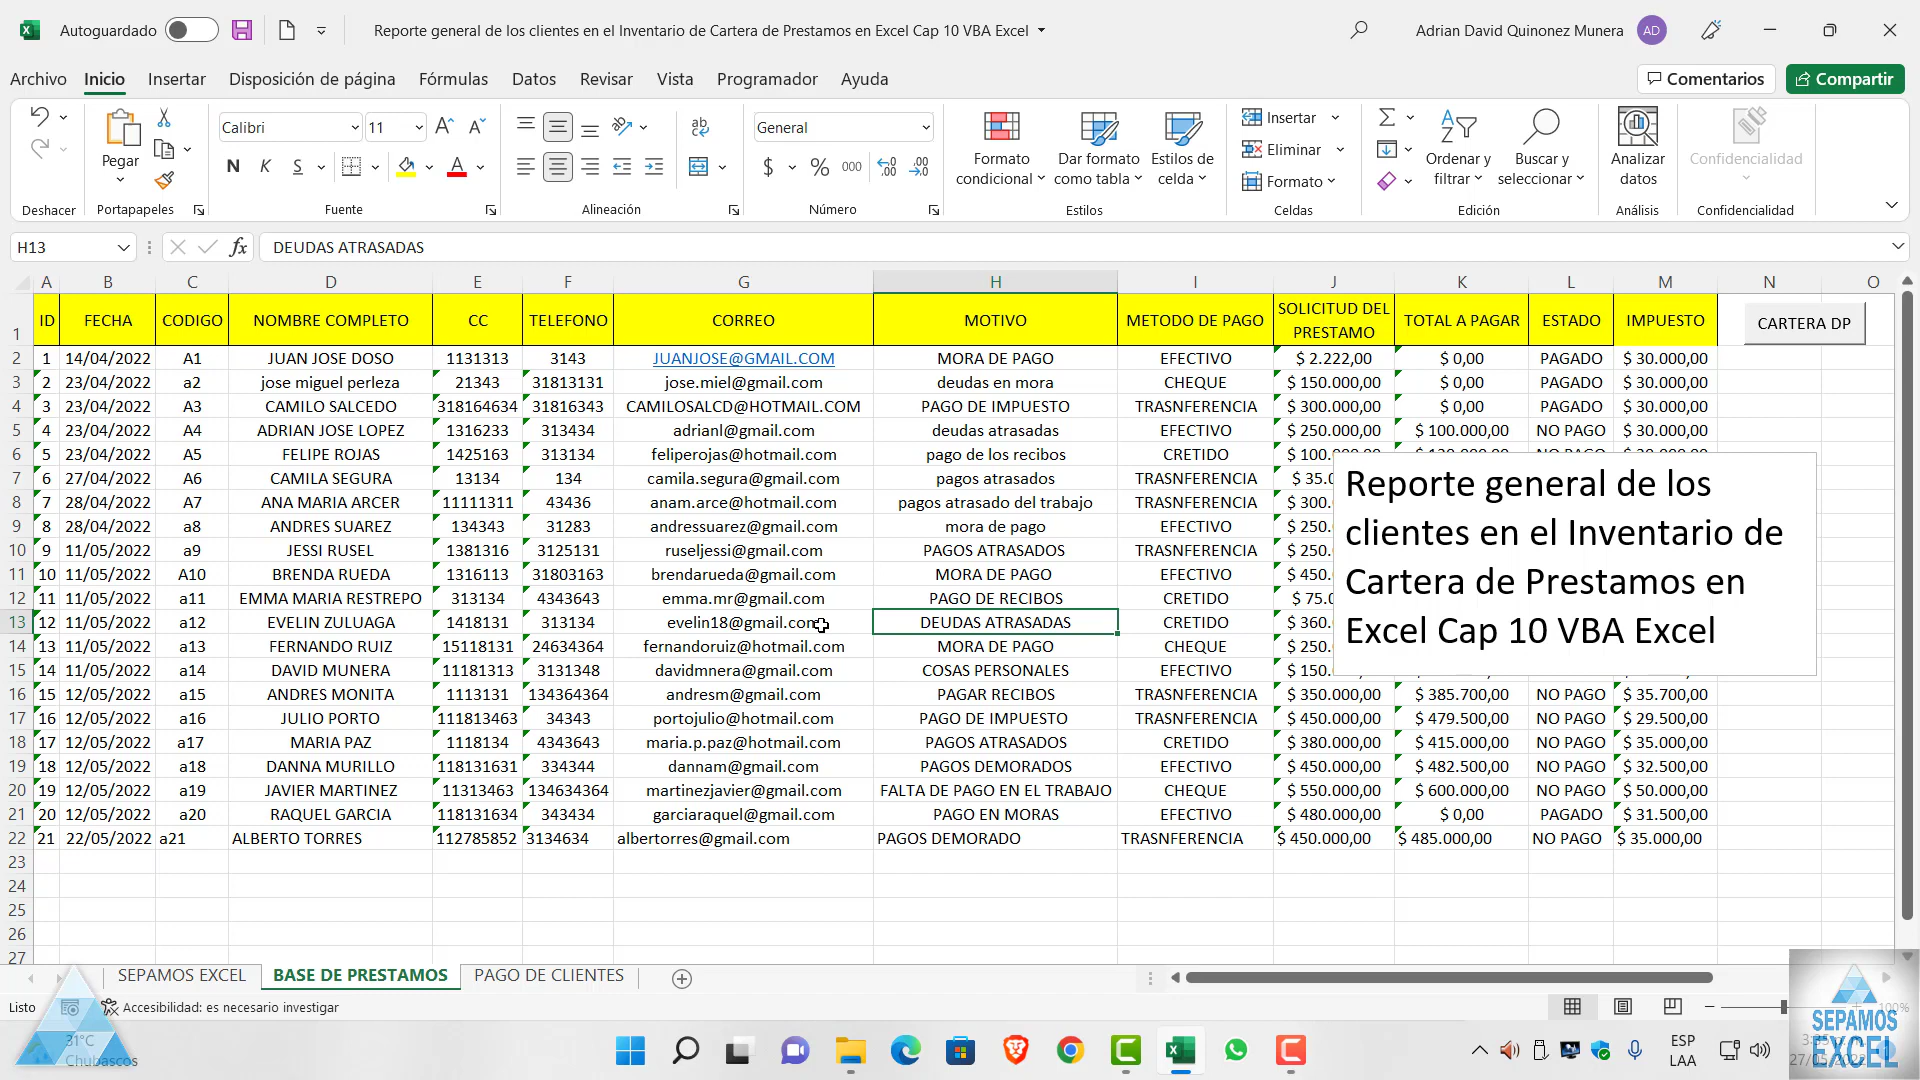 Autoguardado
Reporte general de los clientes en el Inventario de Cartera de Prestamos en Excel Cap 10 VBA Excel
Adrian David Quinonez Munera AD
Archivo Inicio Insertar Disposición de página Fórmulas Datos Revisar Vista Programador Ayuda
Comentarios Compartir
Deshacer
Pegar
Portapapeles
Calibri 11
N K S
Fuente
Alineación
General
$ % 000
Número
Formato condicional
Dar formato como tabla
Estilos de celda
Estilos
Insertar
Eliminar
Formato
Celdas
Ordenar y filtrar
Buscar y seleccionar
Edición
Analizar datos
Análisis
Confidencialidad
Confidencialidad
H13 fx DEUDAS ATRASADAS
A B C D E F G H I J K L M N O
1 ID FECHA CODIGO NOMBRE COMPLETO CC TELEFONO CORREO MOTIVO METODO DE PAGO SOLICITUD DEL PRESTAMO TOTAL A PAGAR ESTADO IMPUESTO CARTERA DP
2 1 14/04/2022 A1 JUAN JOSE DOSO 1131313 3143 JUANJOSE@GMAIL.COM MORA DE PAGO EFECTIVO $ 2.222,00 $ 0,00 PAGADO $ 30.000,00
3 2 23/04/2022 a2 jose miguel perleza 21343 31813131 jose.miel@gmail.com deudas en mora CHEQUE $ 150.000,00 $ 0,00 PAGADO $ 30.000,00
4 3 23/04/2022 A3 CAMILO SALCEDO 318164634 31816343 CAMILOSALCD@HOTMAIL.COM PAGO DE IMPUESTO TRASNFERENCIA $ 300.000,00 $ 0,00 PAGADO $ 30.000,00
5 4 23/04/2022 A4 ADRIAN JOSE LOPEZ 1316233 313434 adrianl@gmail.com deudas atrasadas EFECTIVO $ 250.000,00 $ 100.000,00 NO PAGO $ 30.000,00
6 5 23/04/2022 A5 FELIPE ROJAS 1425163 313134 feliperojas@hotmail.com pago de los recibos CRETIDO $ 100.
7 6 27/04/2022 A6 CAMILA SEGURA 13134 134 camila.segura@gmail.com pagos atrasados TRASNFERENCIA $ 35.0
8 7 28/04/2022 A7 ANA MARIA ARCER 11111311 43436 anam.arce@hotmail.com pagos atrasado del trabajo TRASNFERENCIA $ 300.
9 8 28/04/2022 a8 ANDRES SUAREZ 134343 31283 andressuarez@gmail.com mora de pago EFECTIVO $ 250.
10 9 11/05/2022 a9 JESSI RUSEL 1381316 3125131 ruseljessi@gmail.com PAGOS ATRASADOS TRASNFERENCIA $ 250.
11 10 11/05/2022 A10 BRENDA RUEDA 1316113 31803163 brendarueda@gmail.com MORA DE PAGO EFECTIVO $ 450.
12 11 11/05/2022 a11 EMMA MARIA RESTREPO 313134 4343643 emma.mr@gmail.com PAGO DE RECIBOS CRETIDO $ 75.0
13 12 11/05/2022 a12 EVELIN ZULUAGA 1418131 313134 evelin18@gmail.com DEUDAS ATRASADAS CRETIDO $ 360.
14 13 11/05/2022 a13 FERNANDO RUIZ 15118131 24634364 fernandoruiz@hotmail.com MORA DE PAGO CHEQUE $ 250.
15 14 11/05/2022 a14 DAVID MUNERA 11181313 3131348 davidmnera@gmail.com COSAS PERSONALES EFECTIVO $ 150.
16 15 12/05/2022 a15 ANDRES MONITA 1113131 134364364 andresm@gmail.com PAGAR RECIBOS TRASNFERENCIA $ 350.000,00 $ 385.700,00 NO PAGO $ 35.700,00
17 16 12/05/2022 a16 JULIO PORTO 111813463 34343 portojulio@hotmail.com PAGO DE IMPUESTO TRASNFERENCIA $ 450.000,00 $ 479.500,00 NO PAGO $ 29.500,00
18 17 12/05/2022 a17 MARIA PAZ 1118134 4343643 maria.p.paz@hotmail.com PAGOS ATRASADOS CRETIDO $ 380.000,00 $ 415.000,00 NO PAGO $ 35.000,00
19 18 12/05/2022 a18 DANNA MURILLO 118131631 334344 dannam@gmail.com PAGOS DEMORADOS EFECTIVO $ 450.000,00 $ 482.500,00 NO PAGO $ 32.500,00
20 19 12/05/2022 a19 JAVIER MARTINEZ 11313463 134634364 martinezjavier@gmail.com FALTA DE PAGO EN EL TRABAJO CHEQUE $ 550.000,00 $ 600.000,00 NO PAGO $ 50.000,00
21 20 12/05/2022 a20 RAQUEL GARCIA 118131634 343434 garciaraquel@gmail.com PAGO EN MORAS EFECTIVO $ 480.000,00 $ 0,00 PAGADO $ 31.500,00
22 21 22/05/2022 a21 ALBERTO TORRES 112785852 3134634 albertorres@gmail.com PAGOS DEMORADO TRASNFERENCIA $ 450.000,00 $ 485.000,00 NO PAGO $ 35.000,00
23
24
25
26
27
Reporte general de los
clientes en el Inventario de
Cartera de Prestamos en
Excel Cap 10 VBA Excel
SEPAMOS EXCEL BASE DE PRESTAMOS PAGO DE CLIENTES
Listo Accesibilidad: es necesario investigar 100%
31°C
Chubascos
ESP
LAA
SEPAMOS
EXCEL